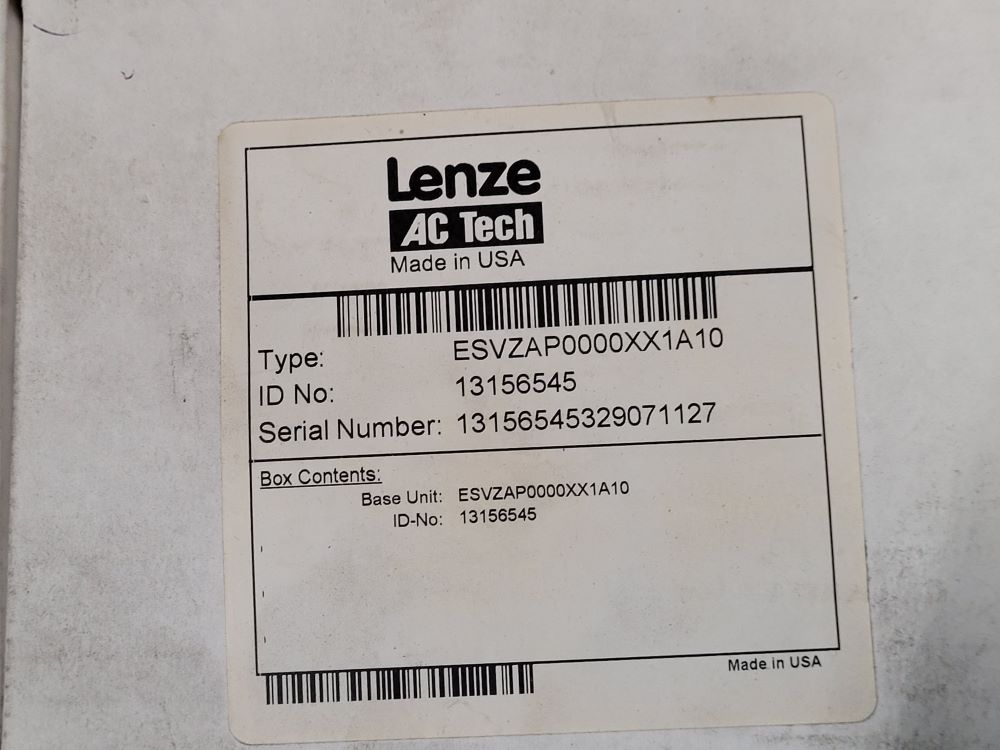 Lenze
AC Tech
Made in USA
Type: ESVZAP0000XX1A10
ID No: 13156545
Serial Number: 13156545329071127
Box Contents:
Base Unit: ESVZAP0000XX1A10
ID-No: 13156545
Made in USA